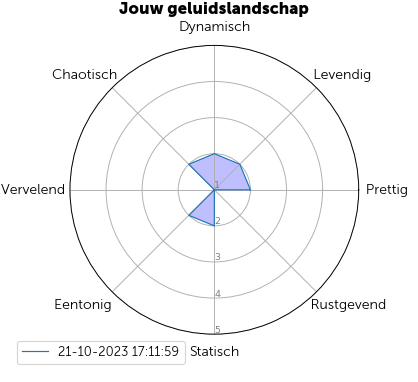 Jouw geluidslandschap
Dynamisch
Chaotisch
Levendig
Vervelend
Prettig
1
2
3
4
5
Eentonig
Rustgevend
Statisch
21-10-2023 17:11:59